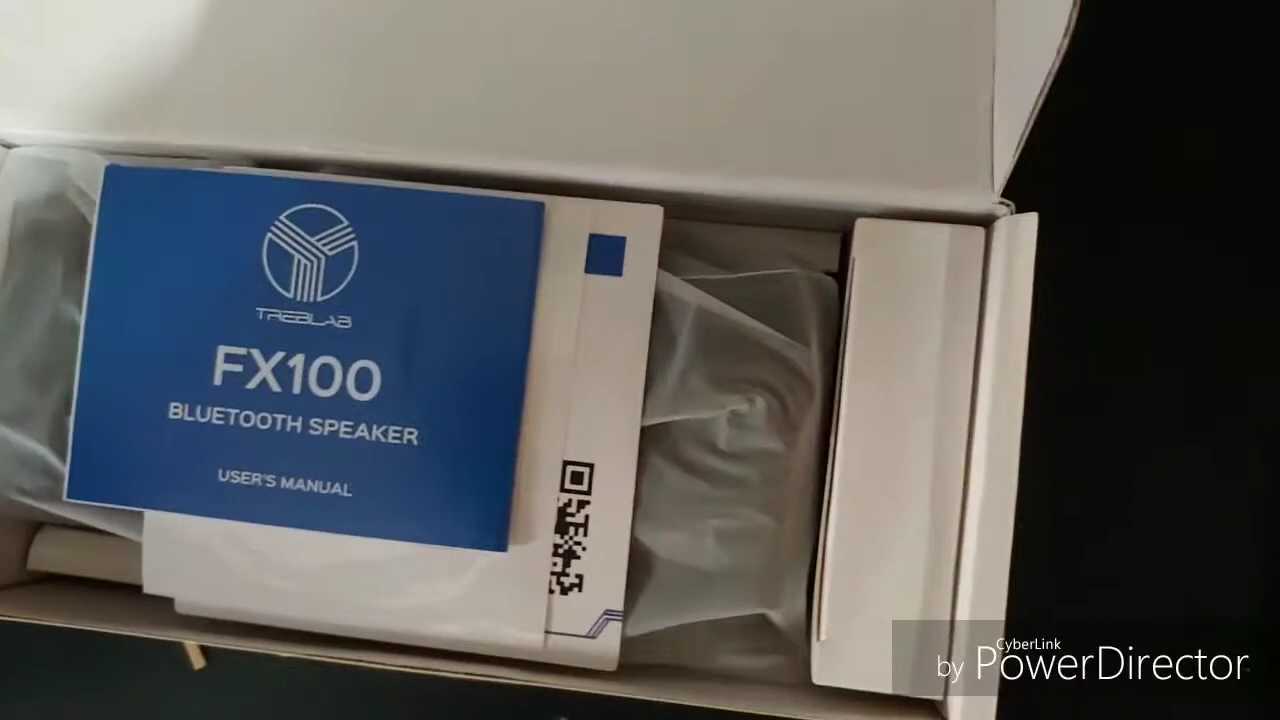 TREBLAB
FX100
BLUETOOTH SPEAKER
USER'S MANUAL
CyberLink
by PowerDirector